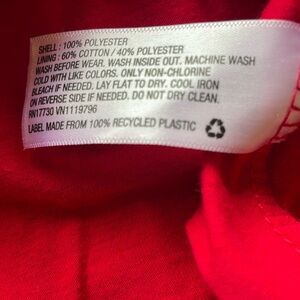 SHELL : 100% POLYESTER
LINING : 60% COTTON / 40% POLYESTER
WASH BEFORE WEAR. WASH INSIDE OUT. MACHINE WASH
COLD WITH LIKE COLORS. ONLY NON-CHLORINE
BLEACH IF NEEDED. LAY FLAT TO DRY. COOL IRON
ON REVERSE SIDE IF NEEDED. DO NOT DRY CLEAN.
RN17730 VN1119796
LABEL MADE FROM 100% RECYCLED PLASTIC